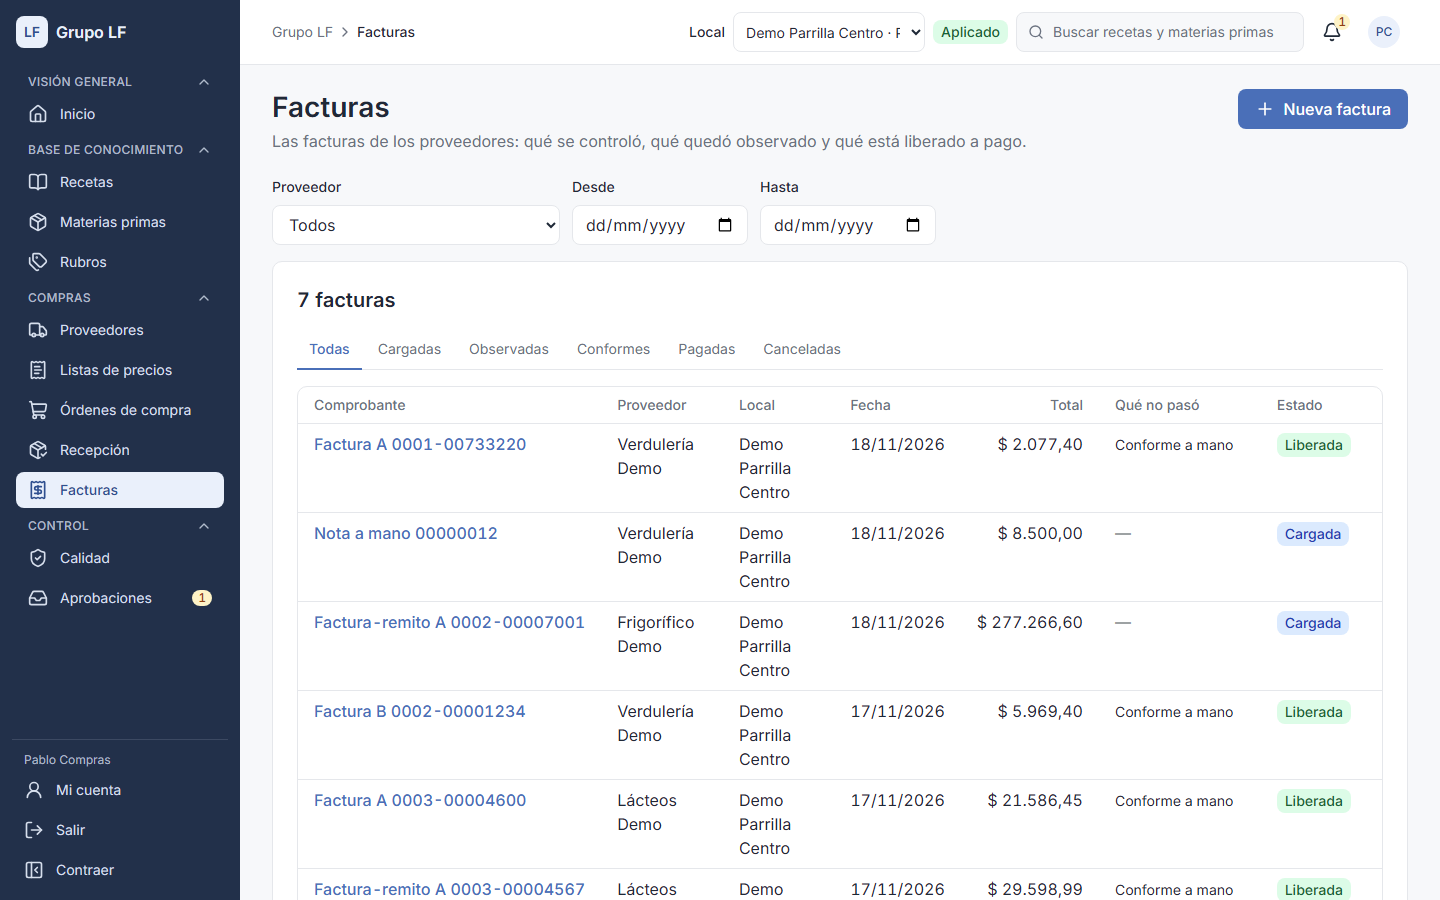 LF Grupo LF
VISIÓN GENERAL
Inicio
BASE DE CONOCIMIENTO
Recetas
Materias primas
Rubros
COMPRAS
Proveedores
Listas de precios
Órdenes de compra
Recepción
Facturas
CONTROL
Calidad
Aprobaciones 1
Pablo Compras
Mi cuenta
Salir
Contraer
Grupo LF > Facturas
Local Demo Parrilla Centro · Aplicado Buscar recetas y materias primas 1 PC
Facturas
Nueva factura
Las facturas de los proveedores: qué se controló, qué quedó observado y qué está liberado a pago.
Proveedor Desde Hasta
Todos dd/mm/yyyy dd/mm/yyyy
7 facturas
Todas Cargadas Observadas Conformes Pagadas Canceladas
Comprobante Proveedor Local Fecha Total Qué no pasó Estado
Factura A 0001-00733220 Verdulería Demo 18/11/2026 $ 2.077,40 Conforme a mano Liberada
Demo Parrilla
Centro
Nota a mano 00000012 Verdulería Demo 18/11/2026 $ 8.500,00 — Cargada
Demo Parrilla
Centro
Factura-remito A 0002-00007001 Frigorífico Demo 18/11/2026 $ 277.266,60 — Cargada
Demo Parrilla
Centro
Factura B 0002-00001234 Verdulería Demo 17/11/2026 $ 5.969,40 Conforme a mano Liberada
Demo Parrilla
Centro
Factura A 0003-00004600 Lácteos Demo 17/11/2026 $ 21.586,45 Conforme a mano Liberada
Demo Parrilla
Centro
Factura-remito A 0003-00004567 Lácteos Demo 17/11/2026 $ 29.598,99 Conforme a mano Liberada